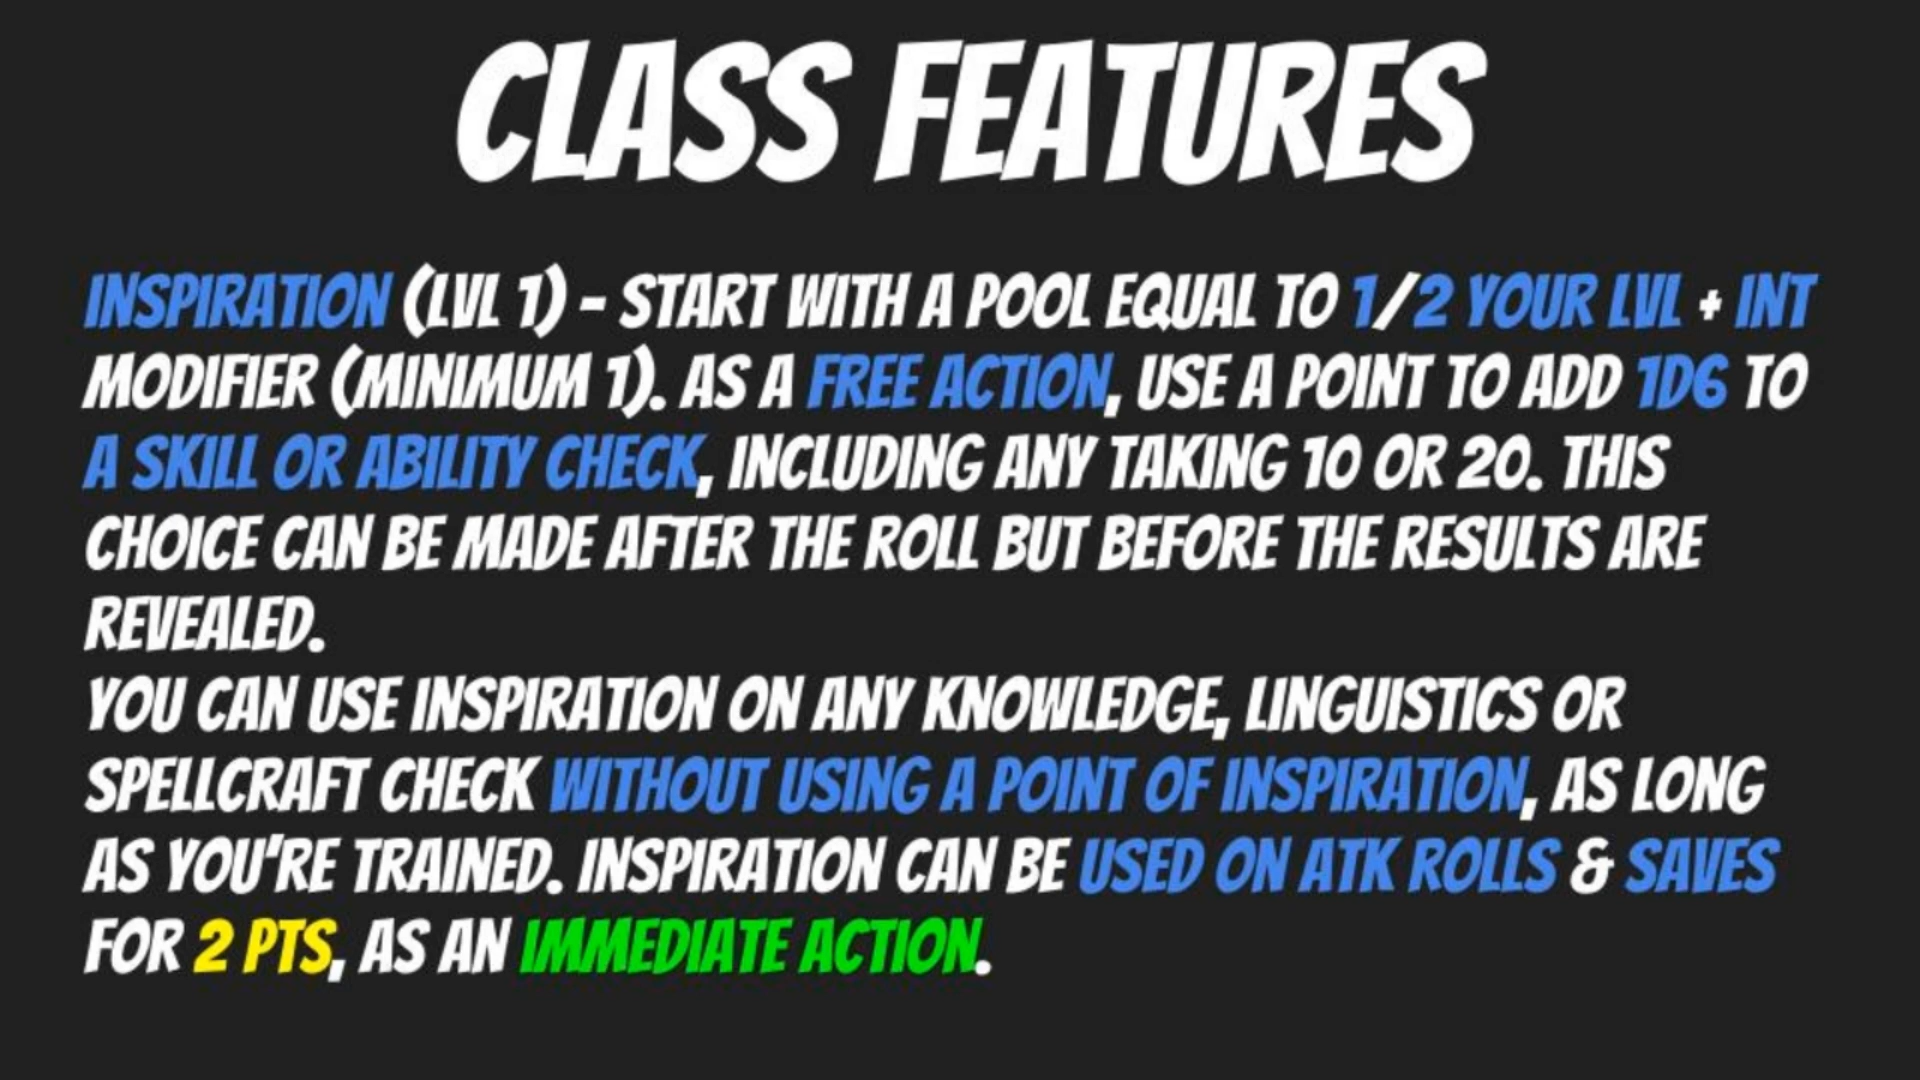 CLASS FEATURES
INSPIRATION (LVL 1) - START WITH A POOL EQUAL TO 1/2 YOUR LVL + INT
MODIFIER (MINIMUM 1). AS A FREE ACTION, USE A POINT TO ADD 1D6 TO
A SKILL OR ABILITY CHECK, INCLUDING ANY TAKING 10 OR 20. THIS
CHOICE CAN BE MADE AFTER THE ROLL BUT BEFORE THE RESULTS ARE
REVEALED.
YOU CAN USE INSPIRATION ON ANY KNOWLEDGE, LINGUISTICS OR
SPELLCRAFT CHECK WITHOUT USING A POINT OF INSPIRATION, AS LONG
AS YOU'RE TRAINED. INSPIRATION CAN BE USED ON ATK ROLLS & SAVES
FOR 2 PTS, AS AN IMMEDIATE ACTION.